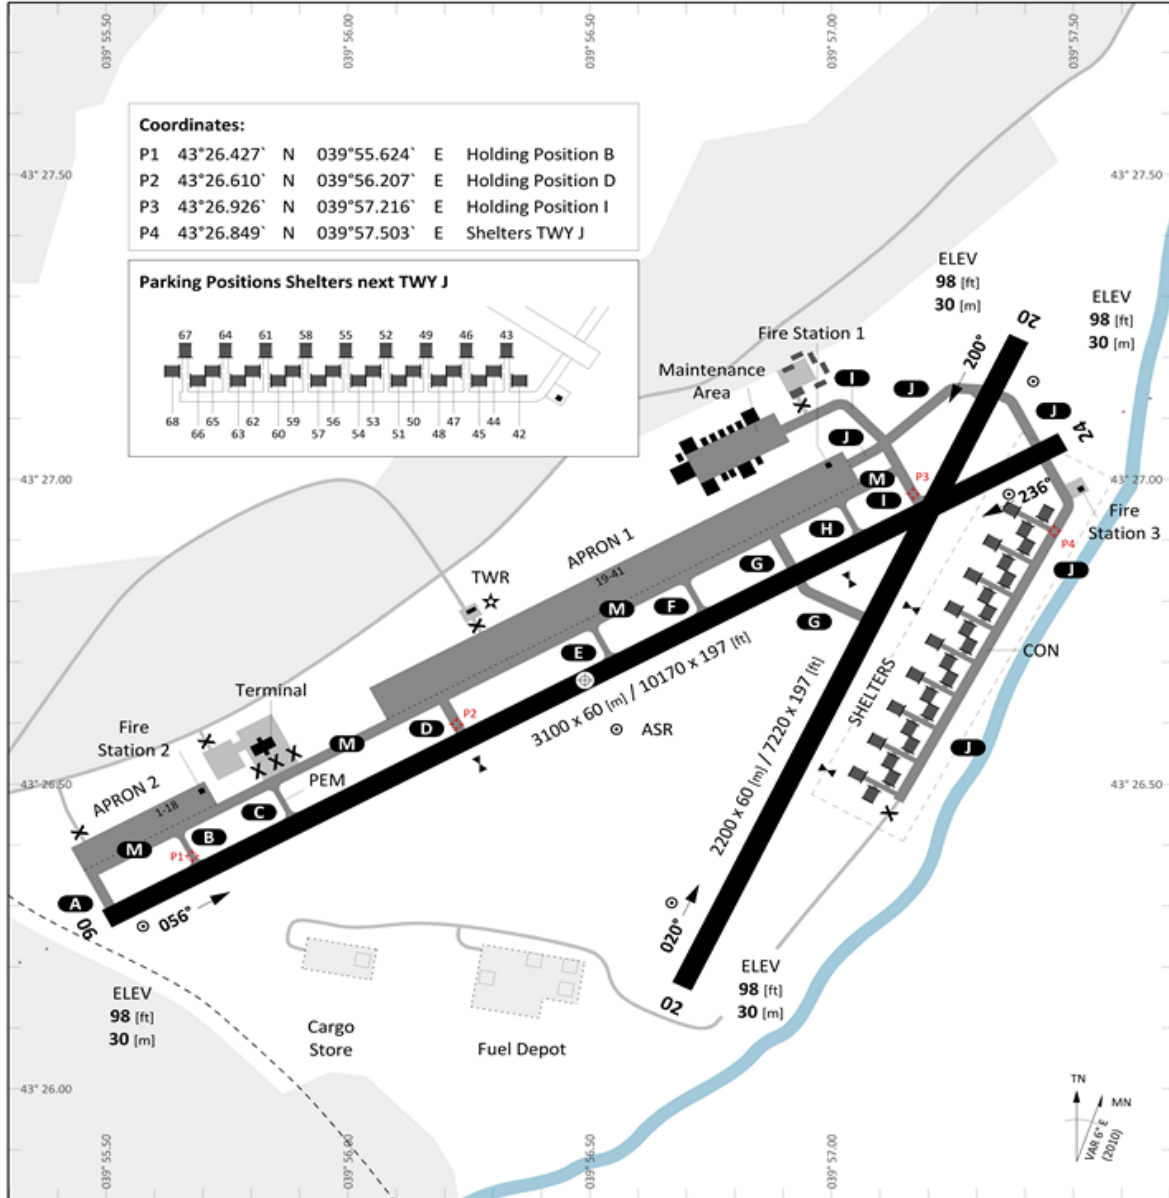 039° 55.50
039° 56.00
039° 56.50
039° 57.00
039° 57.50
Coordinates:
P1 43°26.427` N 039°55.624` E Holding Position B
P2 43°26.610` N 039°56.207` E Holding Position D
P3 43°26.926` N 039°57.216` E Holding Position I
P4 43°26.849` N 039°57.503` E Shelters TWY J
43° 27.50
43° 27.50
Parking Positions Shelters next TWY J
67 64 61 58 55 52 49 46 43
68 65 62 59 56 53 50 47 44 42
66 63 60 57 54 51 48 45
ELEV
98 [ft]
30 [m]
ELEV
98 [ft]
30 [m]
20
200°
Fire Station 1
Maintenance
Area
I
J
J
J
24
M
P3
I
43° 27.00
43° 27.00
236°
Fire
Station 3
P4
J
H
APRON 1
19-41
G
TWR
M
F
G
E
CON
SHELTERS
3100 x 60 [m] / 10170 x 197 [ft]
Terminal
P2
D
ASR
Fire
Station 2
M
J
PEM
43° 26.50
43° 26.50
APRON 2
1-18
C
2200 x 60 [m] / 7220 x 197 [ft]
B
M
P1
A
06
056°
020°
ELEV
98 [ft]
30 [m]
02
ELEV
98 [ft]
30 [m]
Cargo
Store
Fuel Depot
43° 26.00
43° 26.00
TN
MN
VAR 6° E
(2010)
039° 55.50
039° 56.00
039° 56.50
039° 57.00
039° 57.50